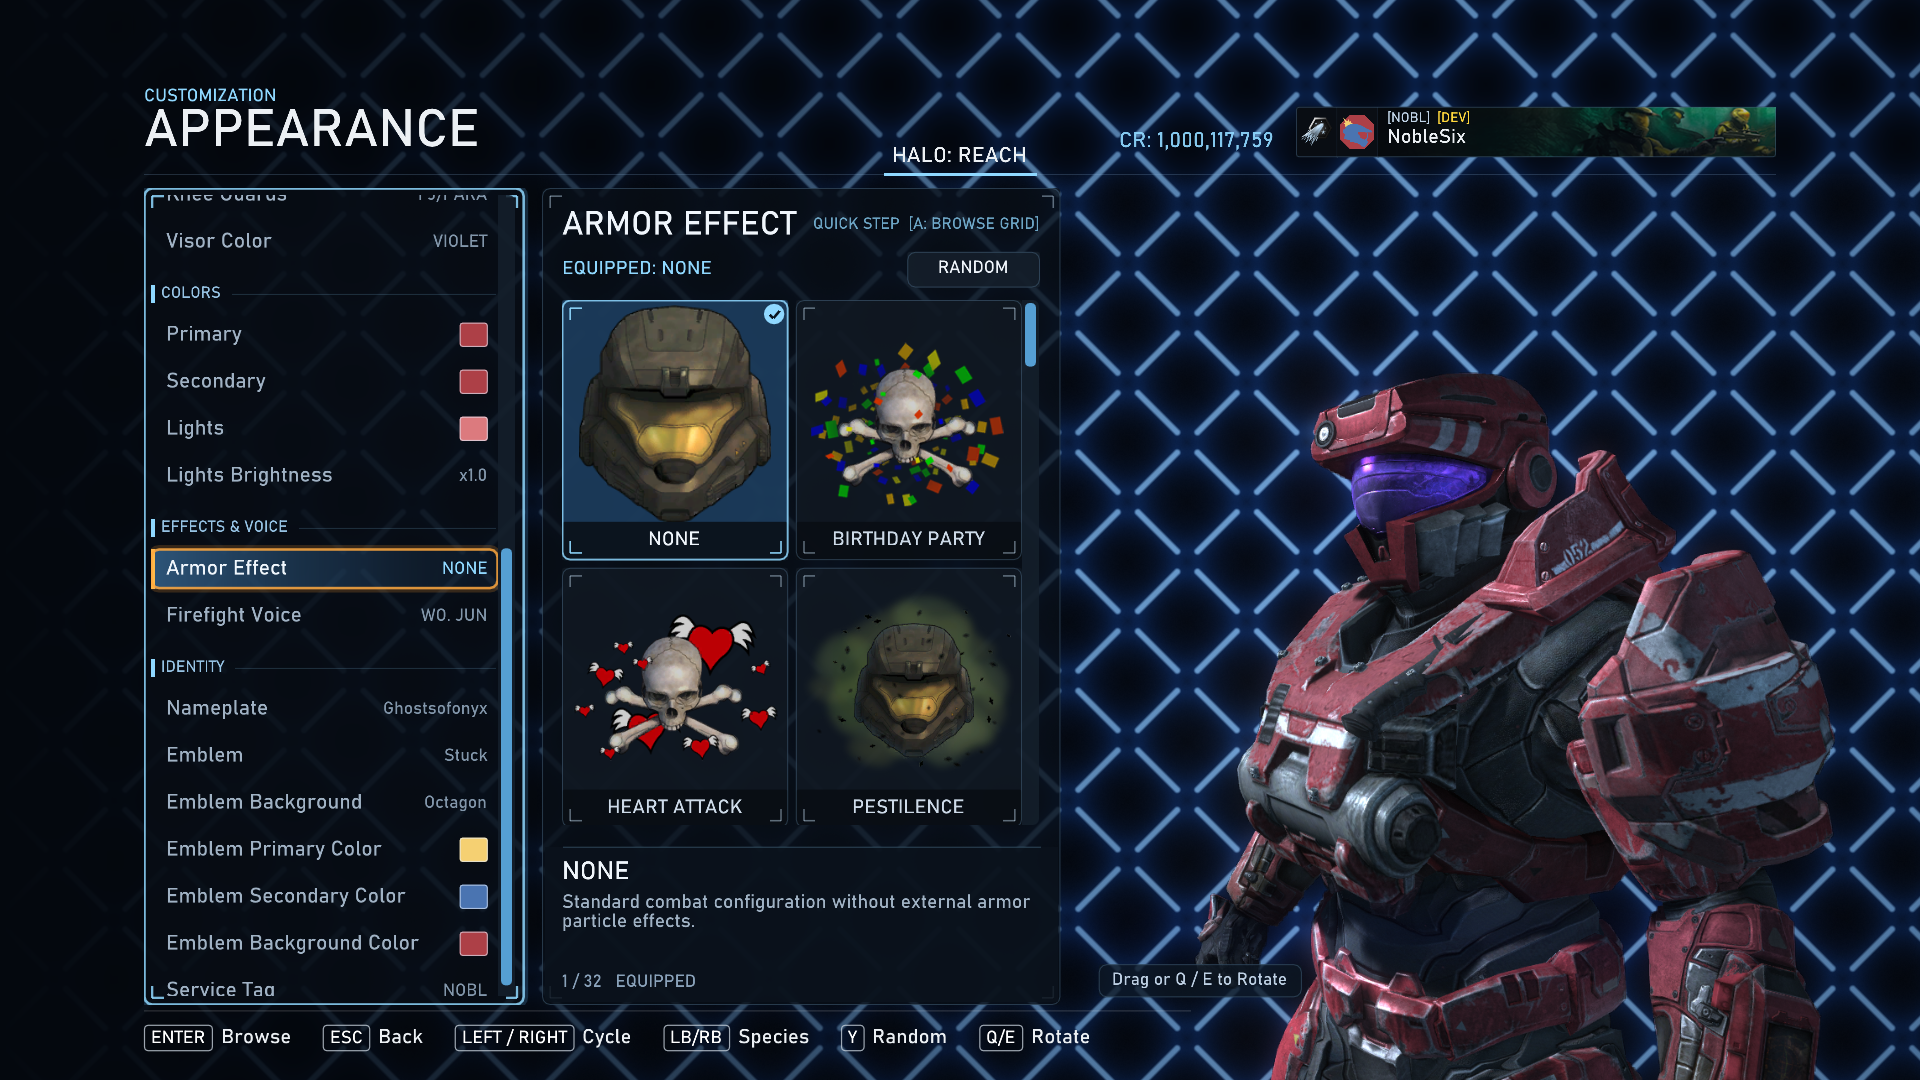 CUSTOMIZATION
APPEARANCE
HALO: REACH
CR: 1,000,117,759
[NOBL] [DEV]
NobleSix
Knee Guards
Visor Color VIOLET
COLORS
Primary
Secondary
Lights
Lights Brightness x1.0
EFFECTS & VOICE
Armor Effect NONE
Firefight Voice WO. JUN
IDENTITY
Nameplate Ghostsofonyx
Emblem Stuck
Emblem Background Octagon
Emblem Primary Color
Emblem Secondary Color
Emblem Background Color
Service Tag NOBL
ARMOR EFFECT QUICK STEP [A: BROWSE GRID]
EQUIPPED: NONE
RANDOM
NONE
BIRTHDAY PARTY
HEART ATTACK
PESTILENCE
NONE
Standard combat configuration without external armor
particle effects.
1 / 32 EQUIPPED
052
Drag or Q / E to Rotate
ENTER Browse ESC Back LEFT / RIGHT Cycle LB/RB Species Y Random Q/E Rotate